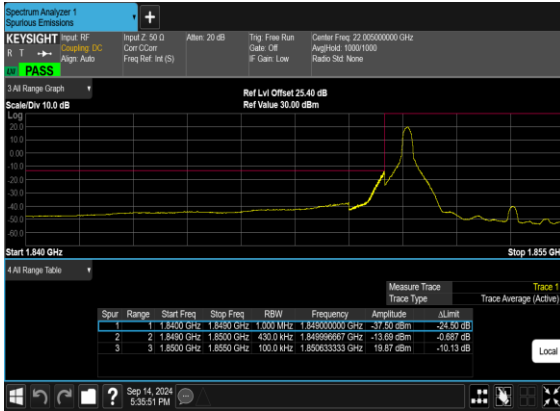 Spectrum Analyzer 1
Spurious Emissions
+
KEYSIGHT Input: RF Input Z: 50 Ω Atten: 20 dB Trig: Free Run Center Freq: 22.005000000 GHz
R T Coupling: DC Corr CCorr Gate: Off Avg|Hold: 1000/1000
Align: Auto Freq Ref: Int (S) IF Gain: Low Radio Std: None
PASS
3 All Range Graph Ref Lvl Offset 25.40 dB
Scale/Div 10.0 dB Ref Value 30.00 dBm
Log
20.0
10.0
0.00
-10.0
-20.0
-30.0
-40.0
-50.0
-60.0
Start 1.840 GHz Stop 1.855 GH
4 All Range Table
Measure Trace Trace 1
Trace Type Trace Average (Active)
Spur Range Start Freq Stop Freq RBW Frequency Amplitude ΔLimit
1 1 1.8400 GHz 1.8490 GHz 1.000 MHz 1.849000000 GHz -37.50 dBm -24.50 dB
2 2 1.8490 GHz 1.8500 GHz 430.0 kHz 1.849996667 GHz -13.69 dBm -0.687 dB
3 3 1.8500 GHz 1.8550 GHz 100.0 kHz 1.850633333 GHz 19.87 dBm -10.13 dB
Local
? Sep 14, 2024
5:35:51 PM